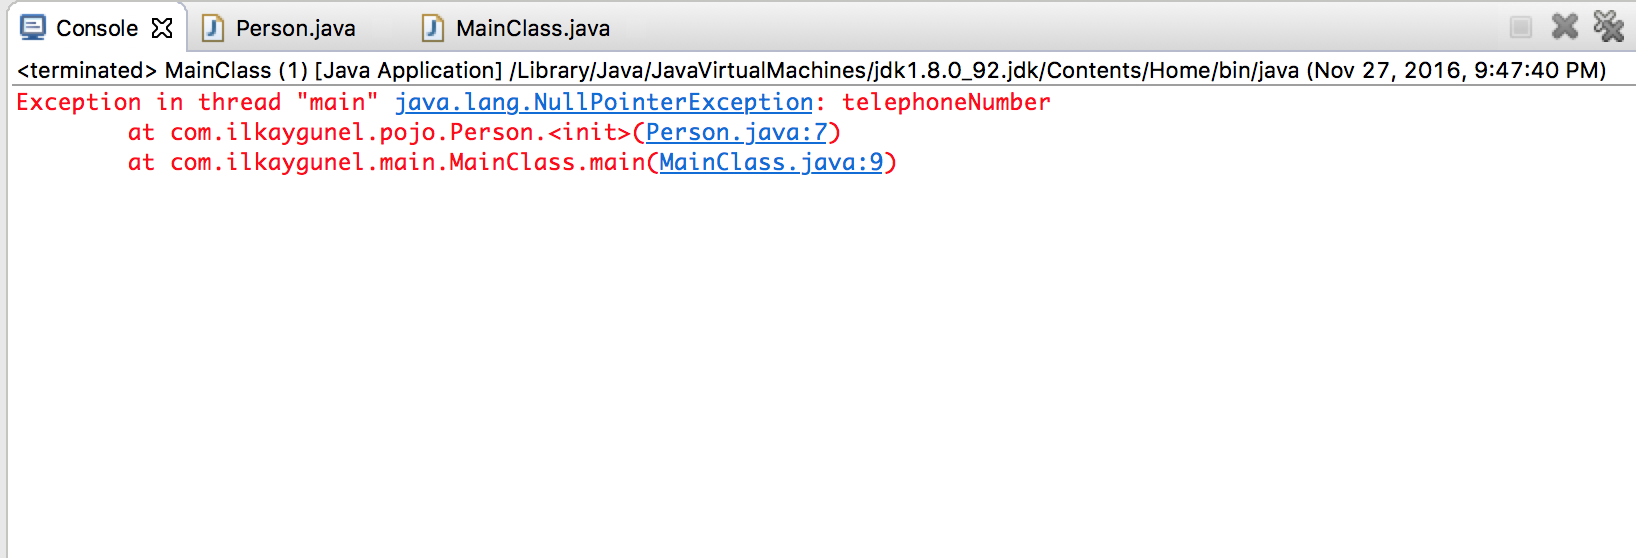 Console Person.java MainClass.java
<terminated> MainClass (1) [Java Application] /Library/Java/JavaVirtualMachines/jdk1.8.0_92.jdk/Contents/Home/bin/java (Nov 27, 2016, 9:47:40 PM)
Exception in thread "main" java.lang.NullPointerException: telephoneNumber
at com.ilkaygunel.pojo.Person.<init>(Person.java:7)
at com.ilkaygunel.main.MainClass.main(MainClass.java:9)